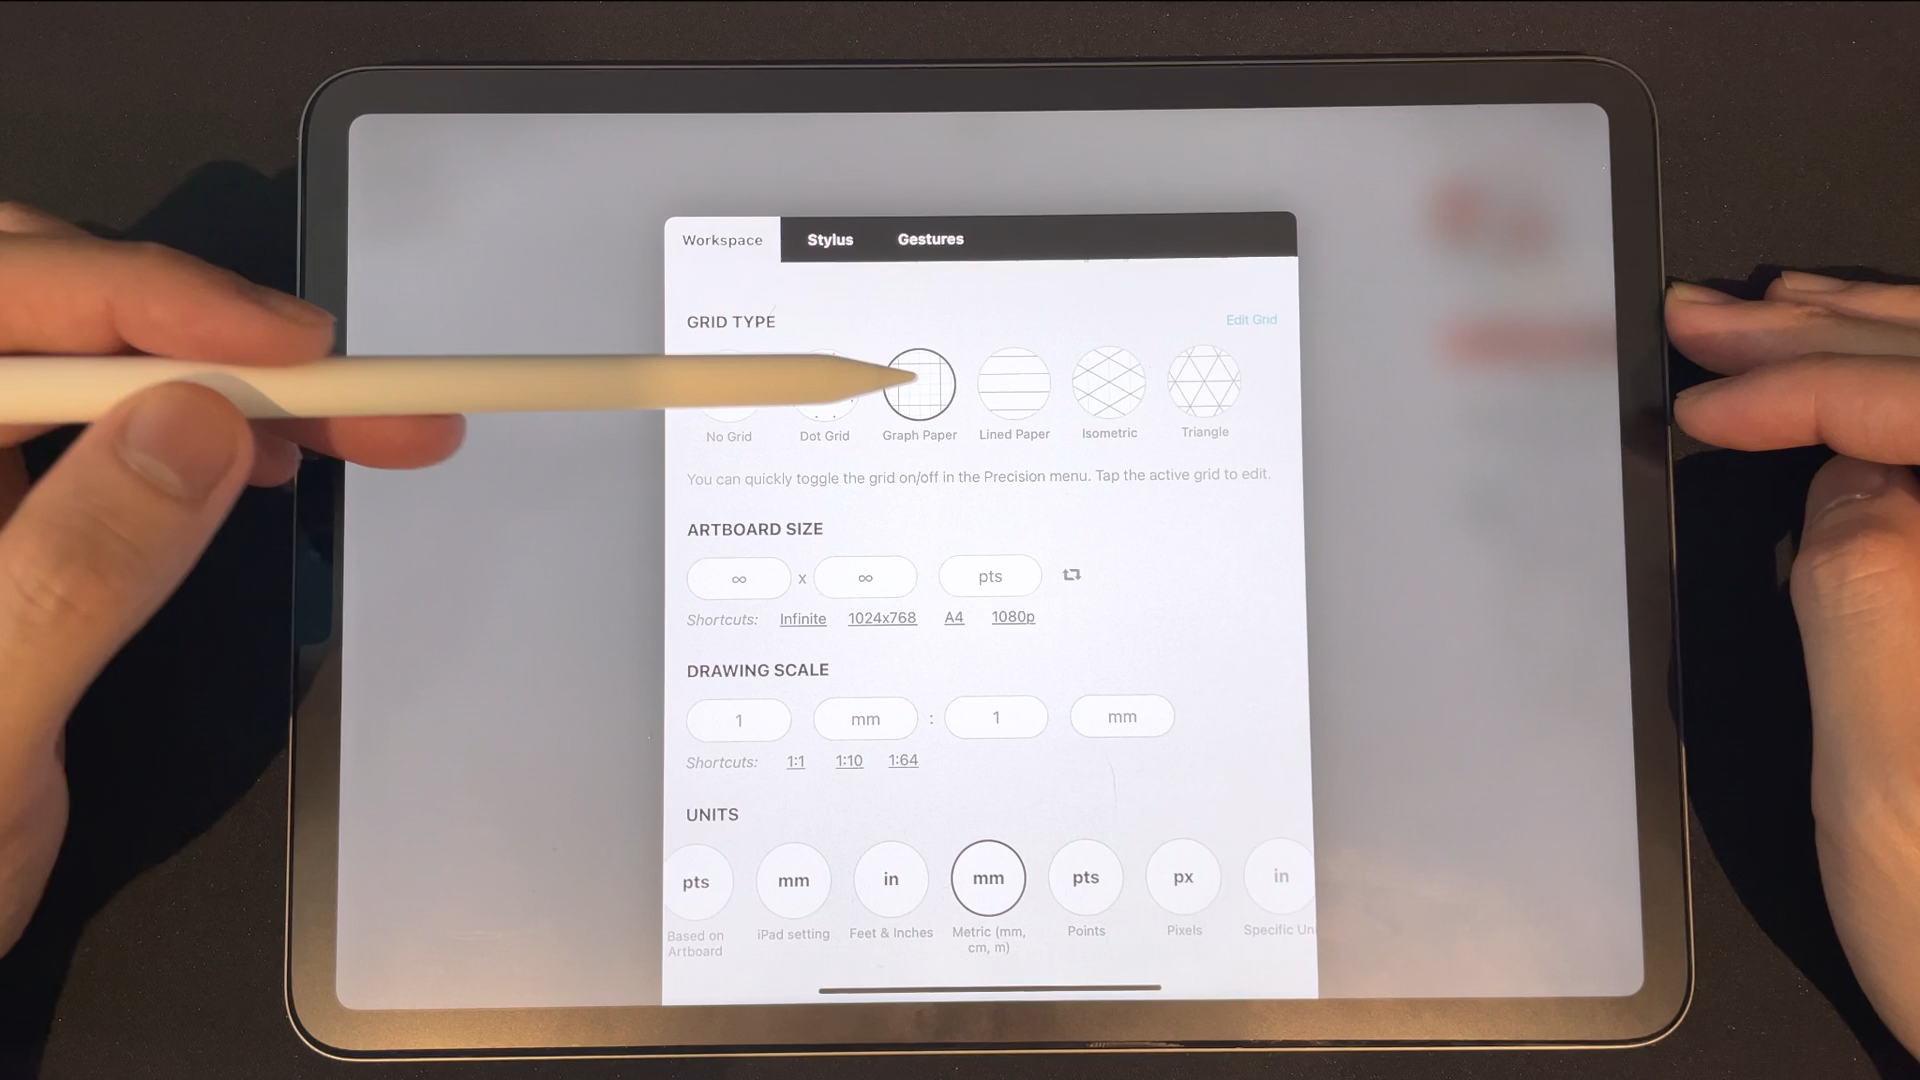 Workspace Stylus Gestures
GRID TYPE Edit Grid
No Grid Dot Grid Graph Paper Lined Paper Isometric Triangle
You can quickly toggle the grid on/off in the Precision menu. Tap the active grid to edit.
ARTBOARD SIZE
∞ x ∞ pts
Shortcuts: Infinite 1024x768 A4 1080p
DRAWING SCALE
1 mm : 1 mm
Shortcuts: 1:1 1:10 1:64
UNITS
pts mm in mm pts px in
Based on iPad setting Feet & Inches Metric (mm, Points Pixels Specific
Artboard cm, m)